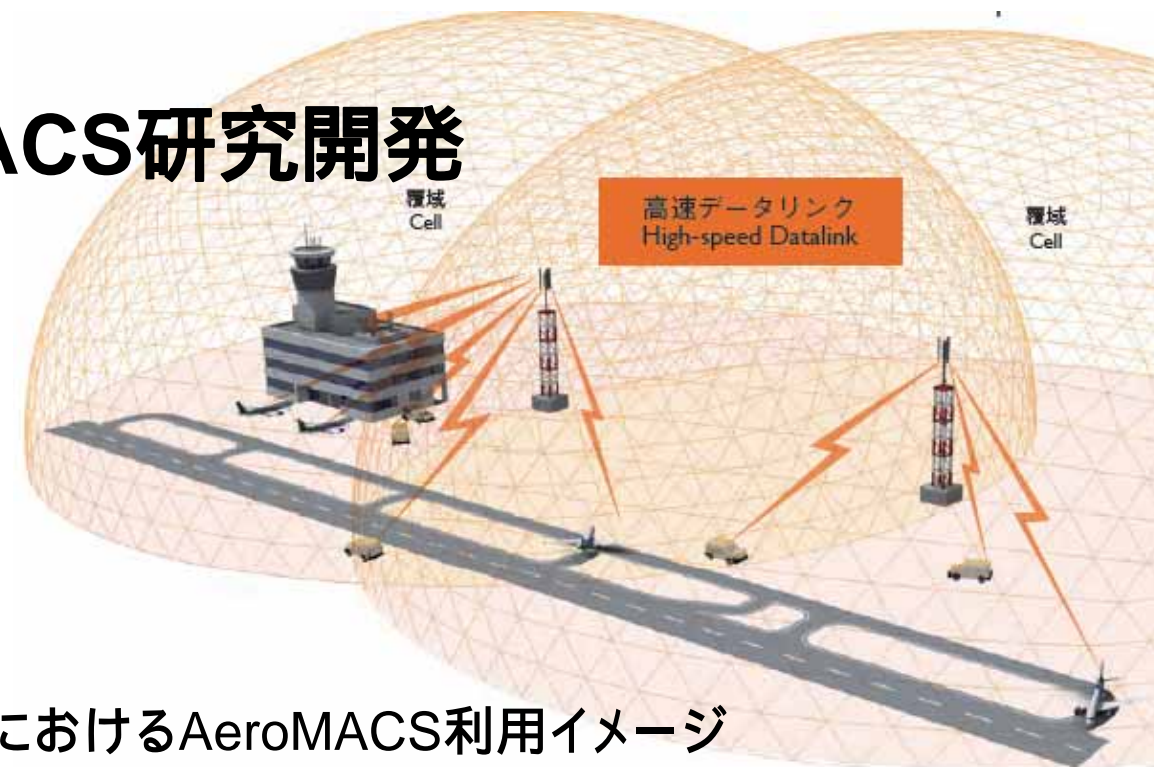 ACS研究開発
覆域
Cell
高速データリンク
High-speed Datalink
覆域
Cell
におけるAeroMACS利用イメージ